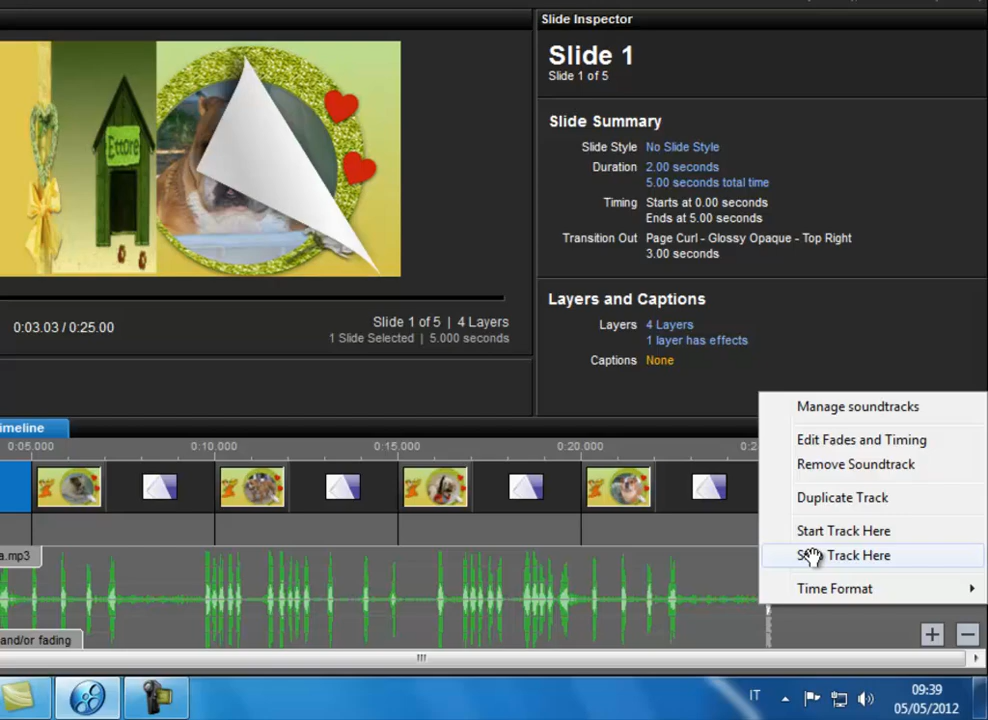 Slide Inspector
Slide 1
Slide 1 of 5
Slide Summary
Slide Style No Slide Style
Duration 2.00 seconds
5.00 seconds total time
Timing Starts at 0.00 seconds
Ends at 5.00 seconds
Transition Out Page Curl - Glossy Opaque - Top Right
3.00 seconds
Layers and Captions
Layers 4 Layers
1 layer has effects
Captions None
Ettore
0:03.03 / 0:25.00
Slide 1 of 5 | 4 Layers
1 Slide Selected | 5.000 seconds
imeline
0:05.000 0:10.000 0:15.000 0:20.000 0:2
Manage soundtracks
Edit Fades and Timing
Remove Soundtrack
Duplicate Track
Start Track Here
Track Here
Time Format
a.mp3
and/or fading
IT
09:39
05/05/2012